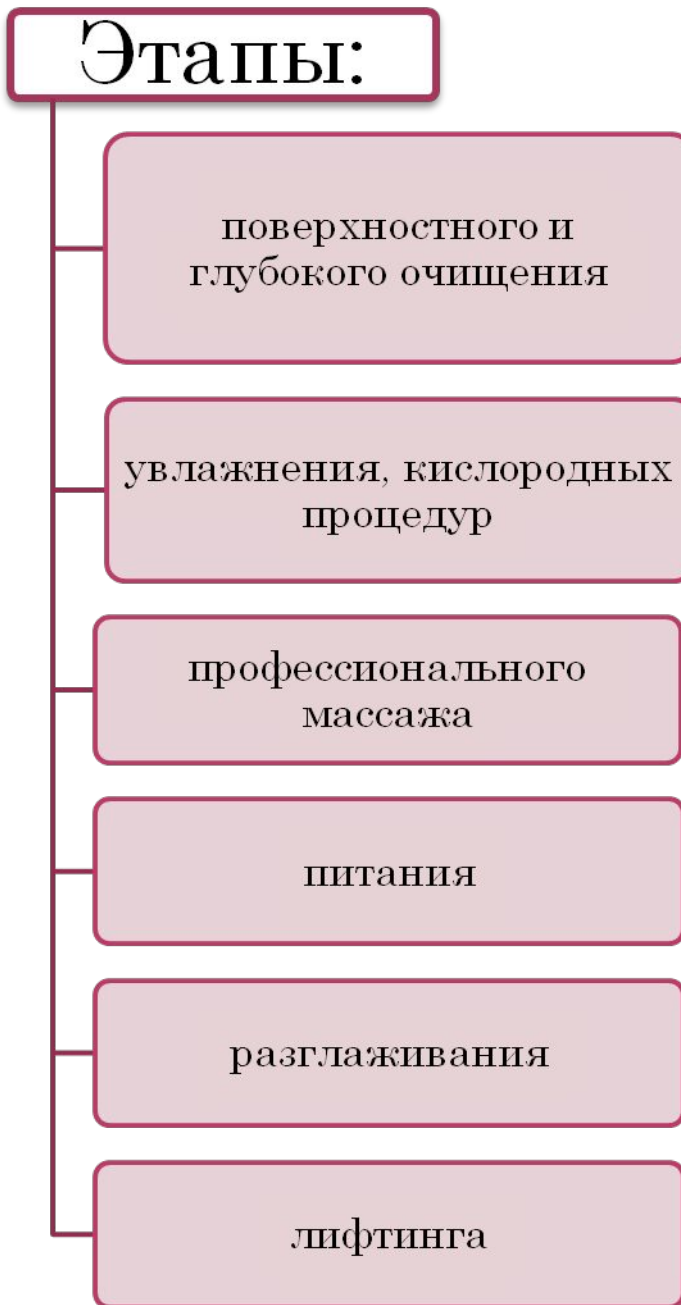 Этапы:
поверхностного и
глубокого очищения
увлажнения, кислородных
процедур
профессионального
массажа
питания
разглаживания
лифтинга